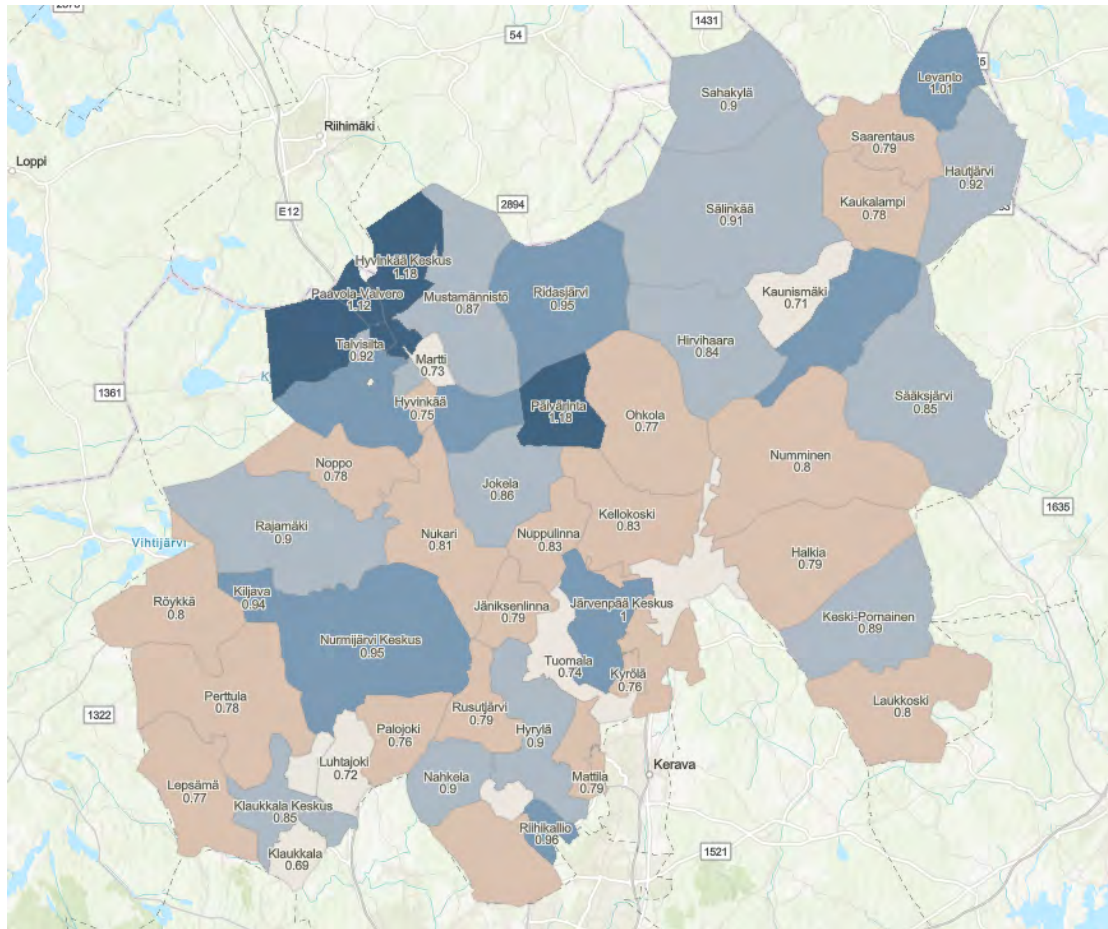 2373
54
1431
5
Levanto
1.01
Sahakylä
0.9
Riihimäki
Saarentaus
0.79
Loppi
Hautjärvi
0.92
Kaukalampi
0.78
2894
E12
Sälinkää
0.91
Hyvinkää Keskus
1.18
Kaunismäki
0.71
Paavola-Valvero
1.12
Mustamännistö
0.87
Ridasjärvi
0.95
Talvisilta
0.92
Hirvihaara
0.84
Martti
0.73
1361
Sääksjärvi
0.85
Hyvinkää
0.75
Pälvärinta
1.18
Ohkola
0.77
Numminen
0.8
Noppo
0.78
Jokela
0.86
1635
Kellokoski
0.83
Rajamäki
0.9
Nukari
0.81
Nuppulinna
0.83
Vihtijärvi
Halkia
0.79
Kiljava
0.94
Röykkä
0.8
Jäniksenlinna
0.79
Järvenpää Keskus
1
Keski-Pornainen
0.89
Nurmijärvi Keskus
0.95
Tuomala
0.74
Kyrölä
0.76
Perttula
0.78
Rusutjärvi
0.79
Laukkoski
0.8
1322
Palojoki
0.76
Hyrylä
0.9
Luhtajoki
0.72
Kerava
Nahkela
0.9
Mattila
0.79
Lepsämä
0.77
Klaukkala Keskus
0.85
Riihikallio
0.96
Klaukkala
0.69
1521